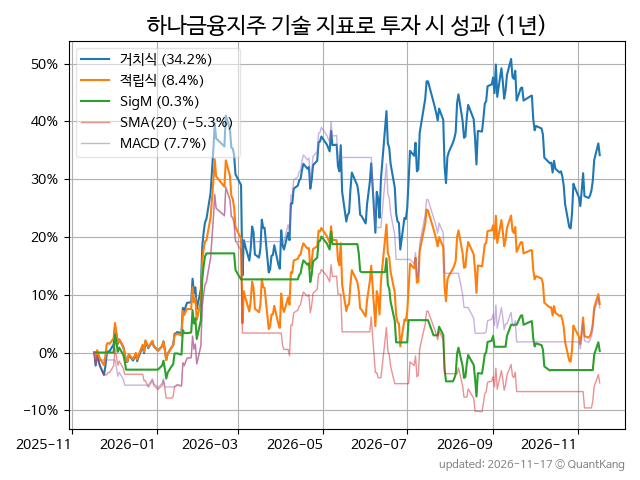 하나금융지주 기술 지표로 투자 시 성과 (1년)
거치식 (34.2%)
적립식 (8.4%)
SigM (0.3%)
SMA(20) (−5.3%)
MACD (7.7%)
50%
40%
30%
20%
10%
0%
−10%
2025-11
2026-01
2026-03
2026-05
2026-07
2026-09
2026-11
updated: 2026-11-17 © QuantKang